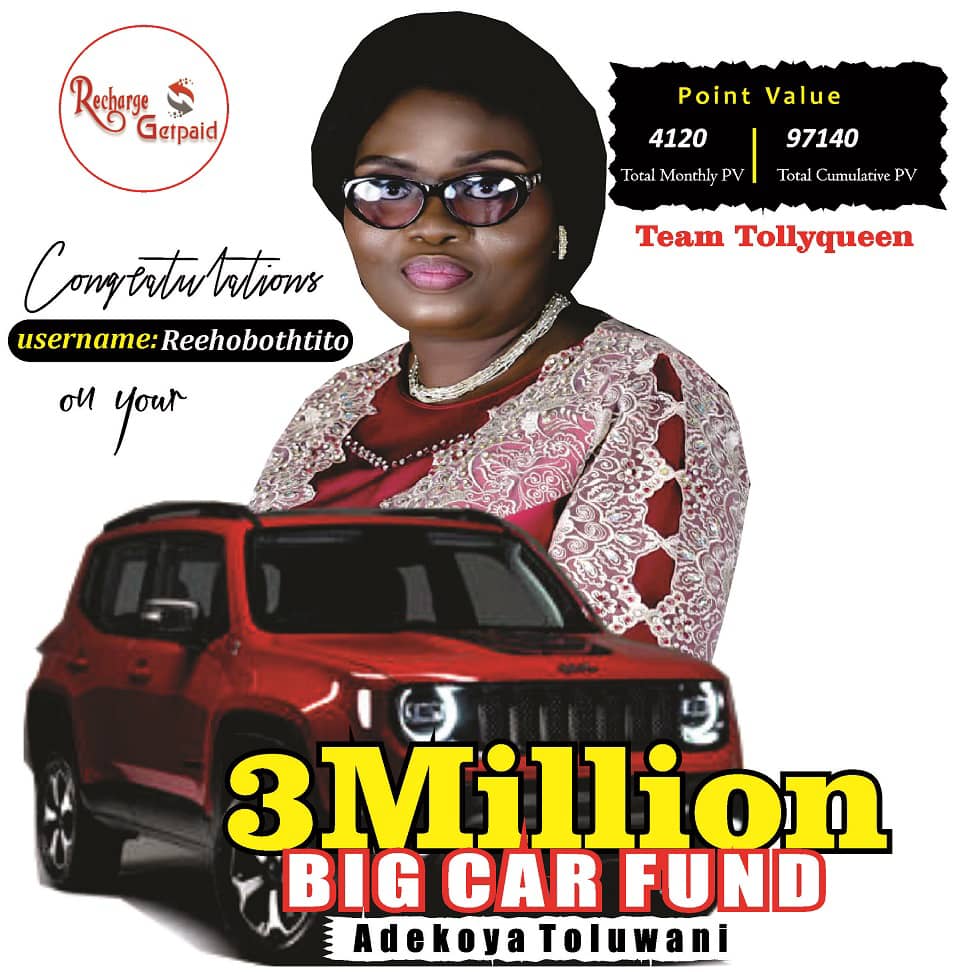 Recharge
Getpaid
Point Value
4120
97140
Total Monthly PV
Total Cumulative PV
Team Tollyqueen
Congratulations
username: Reehobothtito
on your
3Million
BIG CAR FUND
Adekoya Toluwani